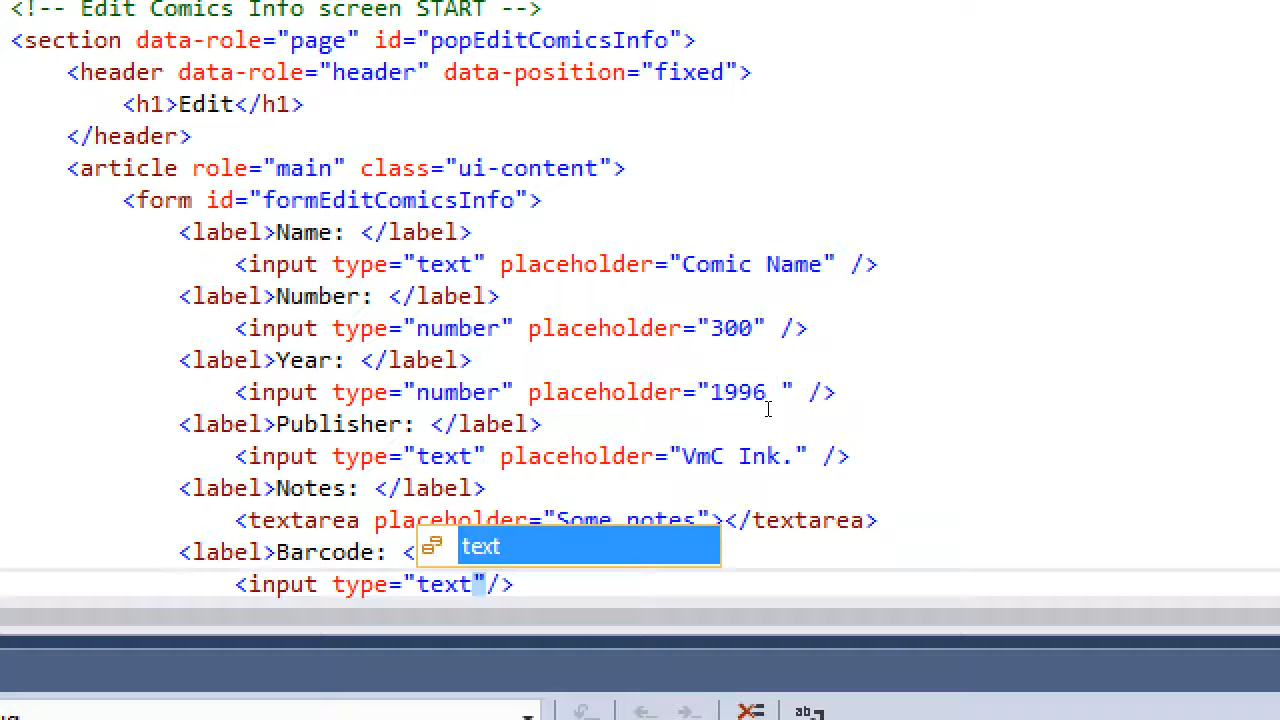 <!-- Edit Comics Info screen START -->
<section data-role="page" id="popEditComicsInfo">
<header data-role="header" data-position="fixed">
<h1>Edit</h1>
</header>
<article role="main" class="ui-content">
<form id="formEditComicsInfo">
<label>Name: </label>
<input type="text" placeholder="Comic Name" />
<label>Number: </label>
<input type="number" placeholder="300" />
<label>Year: </label>
<input type="number" placeholder="1996 " />
<label>Publisher: </label>
<input type="text" placeholder="VmC Ink." />
<label>Notes: </label>
<textarea placeholder="Some notes"></textarea>
<label>Barcode: <
text
<input type="text"/>